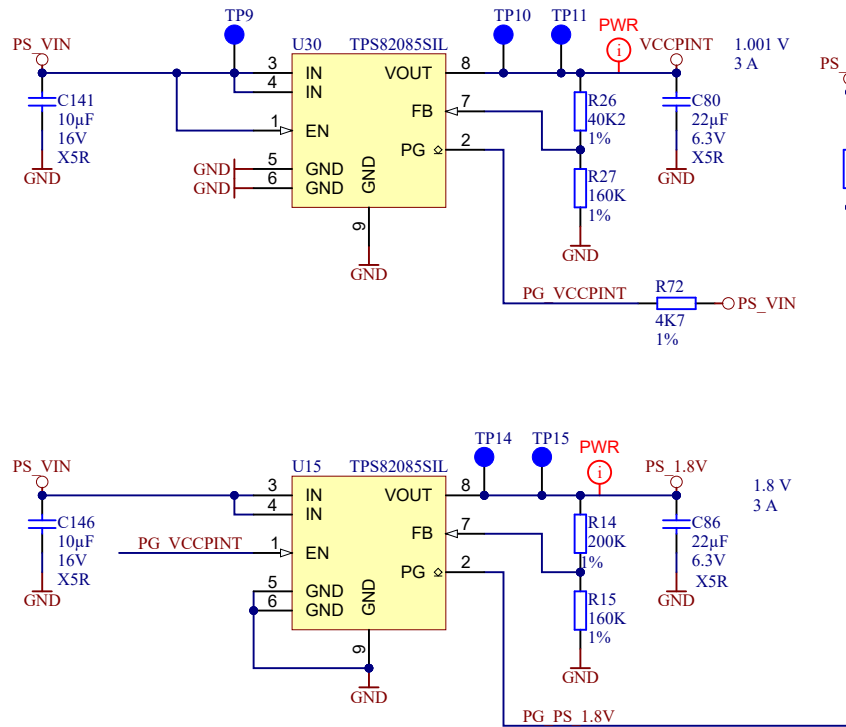 TP9
TP10
TP11
PWR
PS_VIN
U30
TPS82085SIL
VCCPINT
1.001 V
3 A
PS_
3
IN
VOUT
8
4
IN
C141
10µF
16V
X5R
FB
7
R26
40K2
1%
C80
22µF
6.3V
X5R
1
EN
PG
2
GND
GND
5
GND
GND
6
GND
GND
R27
160K
1%
GND
9
GND
GND
PG_VCCPINT
R72
4K7
1%
PS_VIN
TP14
TP15
PWR
PS_VIN
U15
TPS82085SIL
PS_1.8V
1.8 V
3 A
3
IN
VOUT
8
4
IN
C146
10µF
16V
X5R
FB
7
R14
200K
1%
C86
22µF
6.3V
X5R
PG_VCCPINT
1
EN
PG
2
GND
5
GND
6
GND
GND
R15
160K
1%
GND
9
GND
GND
PG_PS_1.8V